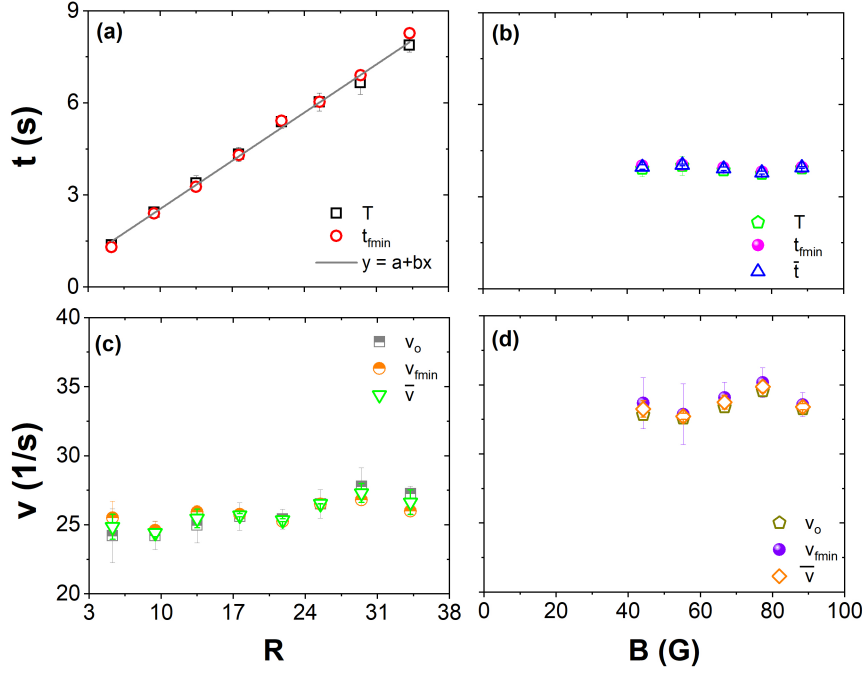 (a)
9
6
3
0
t (s)
T
t_fmin
y = a+bx
(b)
T
t_fmin
t̄
(c)
40
35
30
25
20
v (1/s)
v_o
v_fmin
v̄
3 10 17 24 31 38
R
(d)
v_o
v_fmin
v̄
0 20 40 60 80 100
B (G)